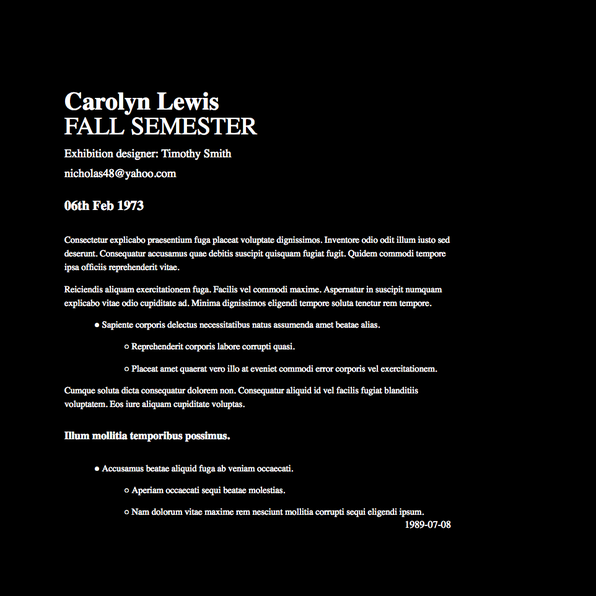 Carolyn Lewis
FALL SEMESTER
Exhibition designer: Timothy Smith
nicholas48@yahoo.com
06th Feb 1973
Consectetur explicabo praesentium fuga placeat voluptate dignissimos. Inventore odio odit illum iusto sed
deserunt. Consequatur accusamus quae debitis suscipit quisquam fugiat fugit. Quidem commodi tempore
ipsa officiis reprehenderit vitae.
Reiciendis aliquam exercitationem fuga. Facilis vel commodi maxime. Aspernatur in suscipit numquam
explicabo vitae odio cupiditate ad. Minima dignissimos eligendi tempore soluta tenetur rem tempore.
• Sapiente corporis delectus necessitatibus natus assumenda amet beatae alias.
◦ Reprehenderit corporis labore corrupti quasi.
◦ Placeat amet quaerat vero illo at eveniet commodi error corporis vel exercitationem.
Cumque soluta dicta consequatur dolorem non. Consequatur aliquid id vel facilis fugiat blanditiis
voluptatem. Eos iure aliquam cupiditate voluptas.
Illum mollitia temporibus possimus.
• Accusamus beatae aliquid fuga ab veniam occaecati.
◦ Aperiam occaecati sequi beatae molestias.
◦ Nam dolorum vitae maxime rem nesciunt mollitia corrupti sequi eligendi ipsum.
1989-07-08